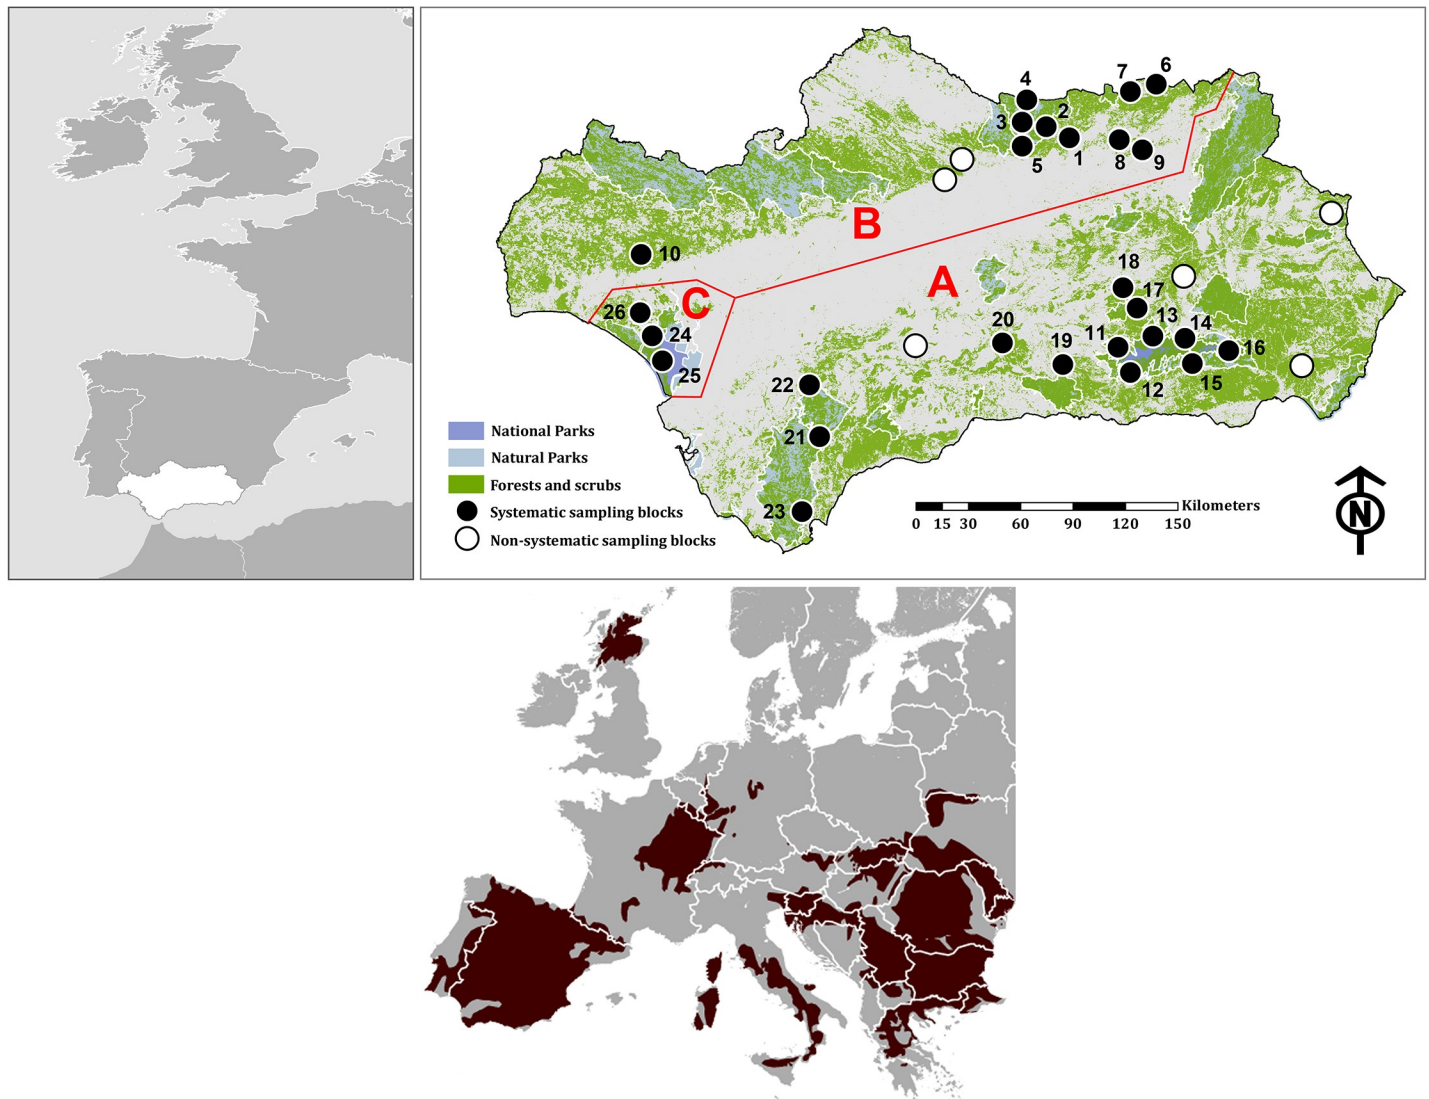 6
7
4
2
3
1
5
8
9
B
10
A
18
C
17
26
13
14
24
20
11
19
16
25
15
22
12
21
National Parks
Natural Parks
Forests and scrubs
Systematic sampling blocks
23
Kilometers
0 15 30 60 90 120 150
N
Non-systematic sampling blocks